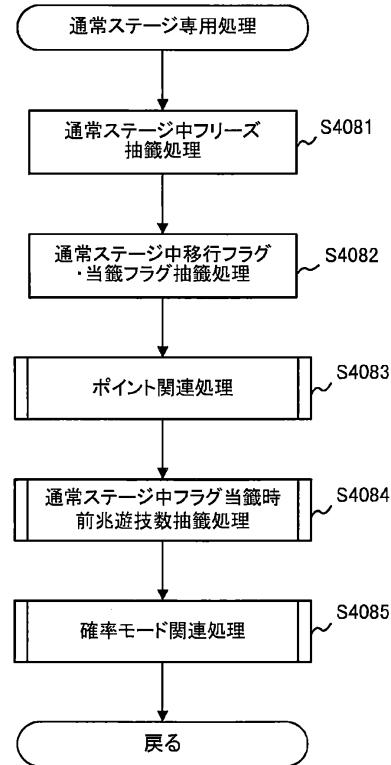 通常ステージ専用処理
通常ステージ中フリーズ
抽籤処理
S4081
通常ステージ中移行フラグ
・当籤フラグ抽籤処理
S4082
ポイント関連処理
S4083
通常ステージ中フラグ当籤時
前兆遊技数抽籤処理
S4084
確率モード関連処理
S4085
戻る